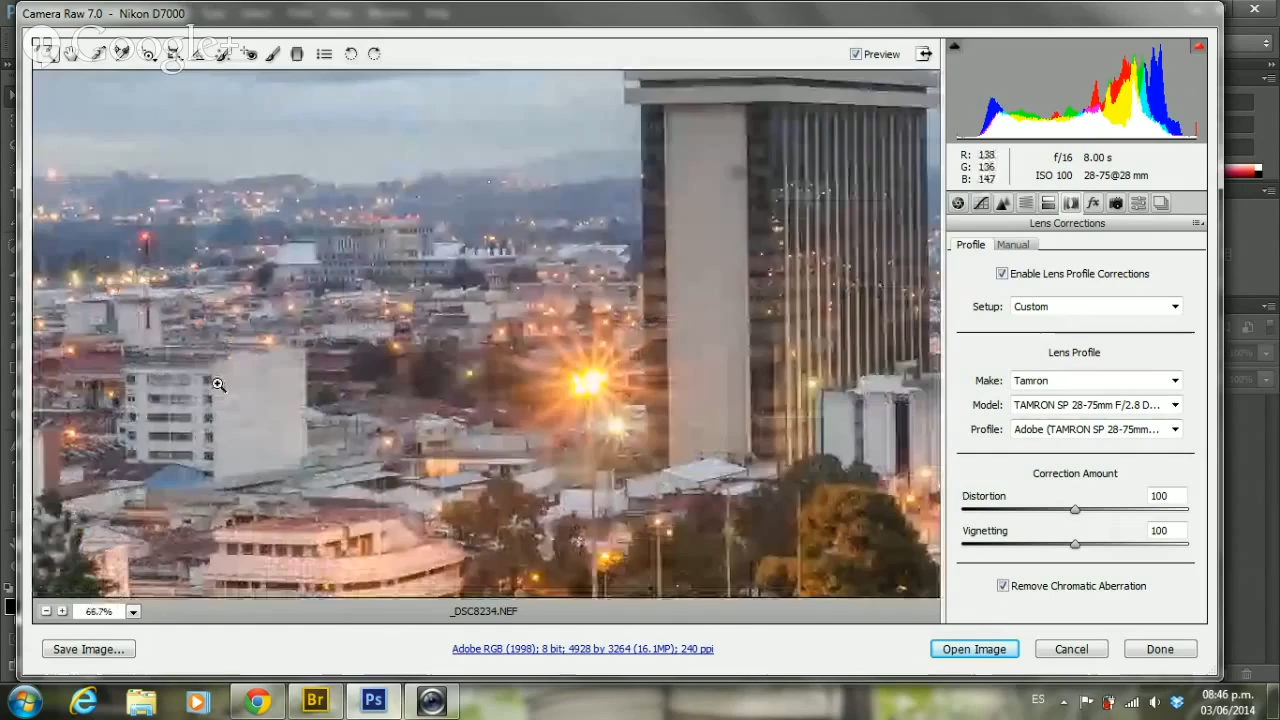 Camera Raw 7.0 - Nikon D7000
Google+
Preview
R: 138
G: 136
B: 147
f/16 8.00 s
ISO 100 28-75@28 mm
Lens Corrections
Profile Manual
Enable Lens Profile Corrections
Setup: Custom
Lens Profile
Make: Tamron
Model: TAMRON SP 28-75mm F/2.8 D...
Profile: Adobe (TAMRON SP 28-75mm...
Correction Amount
Distortion 100
Vignetting 100
Remove Chromatic Aberration
66.7%
_DSC8234.NEF
Save Image...
Adobe RGB (1998); 8 bit; 4928 by 3264 (16.1MP); 240 ppi
Open Image Cancel Done
Br Ps
ES
08:46 p.m.
03/06/2014